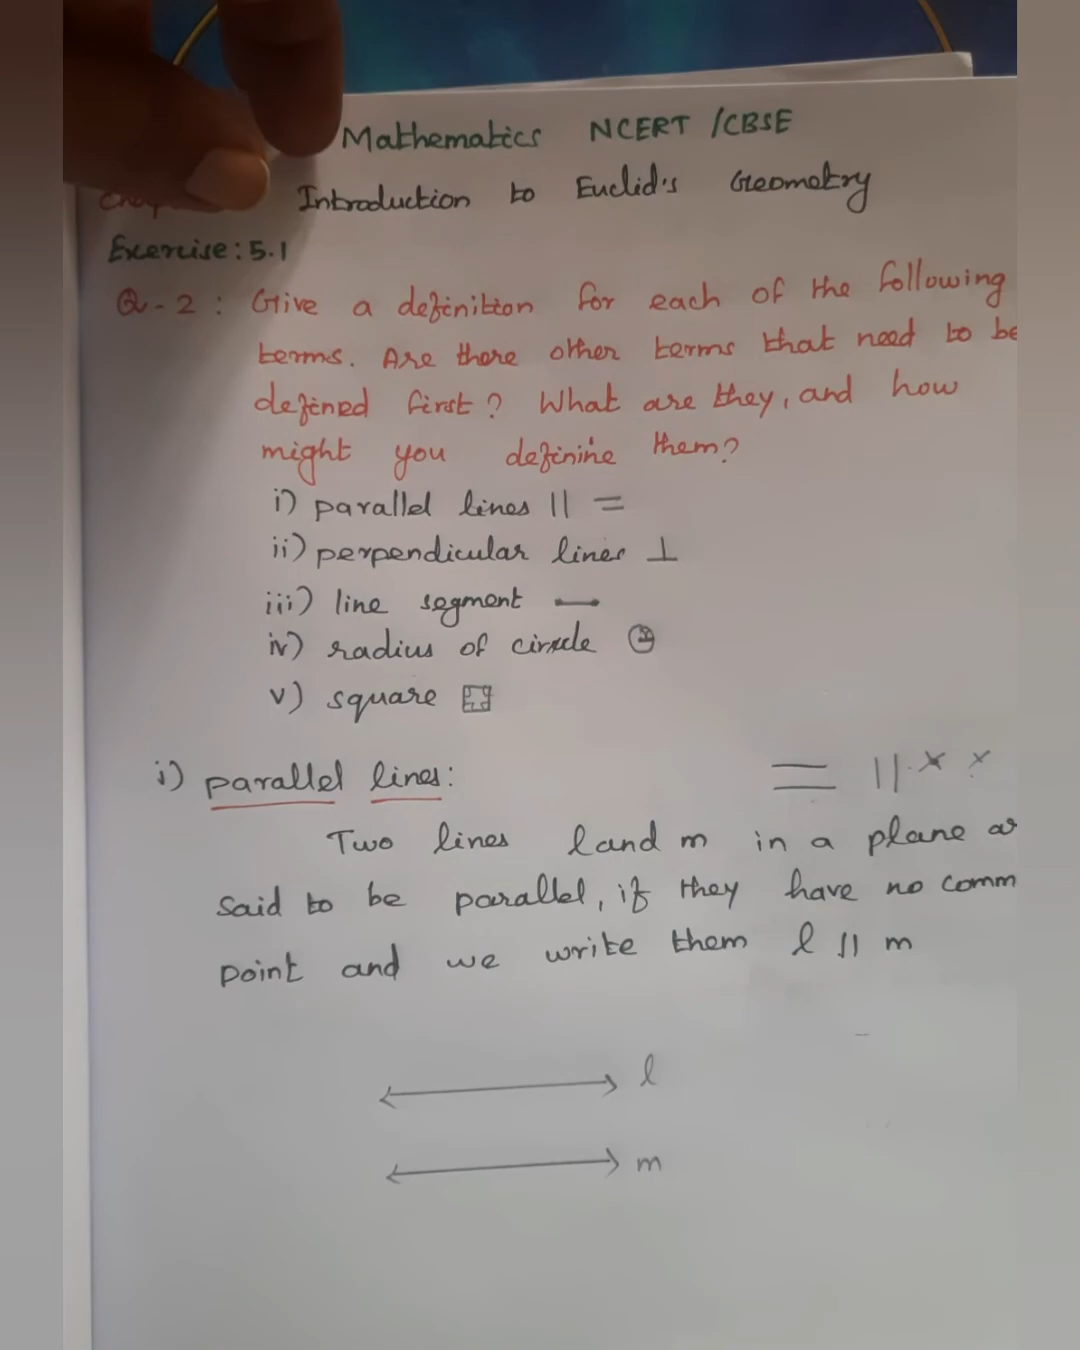 Mathematics NCERT /CBSE
Introduction to Euclid's Geometry
Exercise: 5.1
Q-2: Give a definition for each of the following
terms. Are there other terms that need to be
defined first? What are they, and how
might you definine them?
i) parallel lines || =
ii) perpendicular lines ⊥
iii) line segment —
iv) radius of circle
v) square
i) parallel lines: = || × ×
Two lines l and m in a plane ar
said to be parallel, if they have no comm
point and we write them l || m
l
m